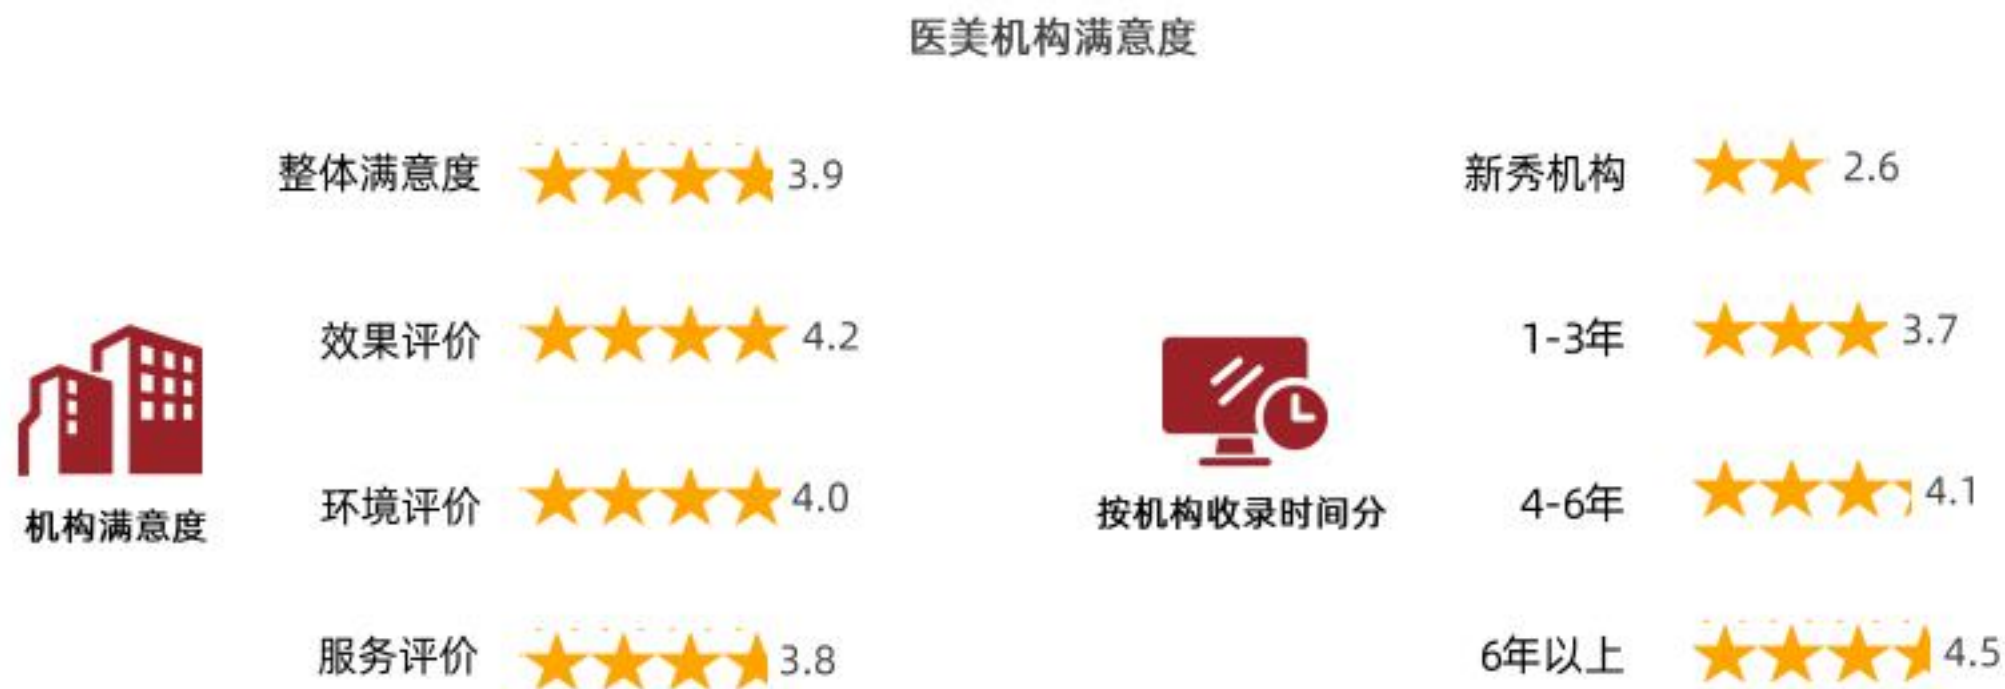 医美机构满意度
整体满意度 3.9
效果评价 4.2
环境评价 4.0
服务评价 3.8
机构满意度
新秀机构 2.6
1-3年 3.7
4-6年 4.1
6年以上 4.5
按机构收录时间分